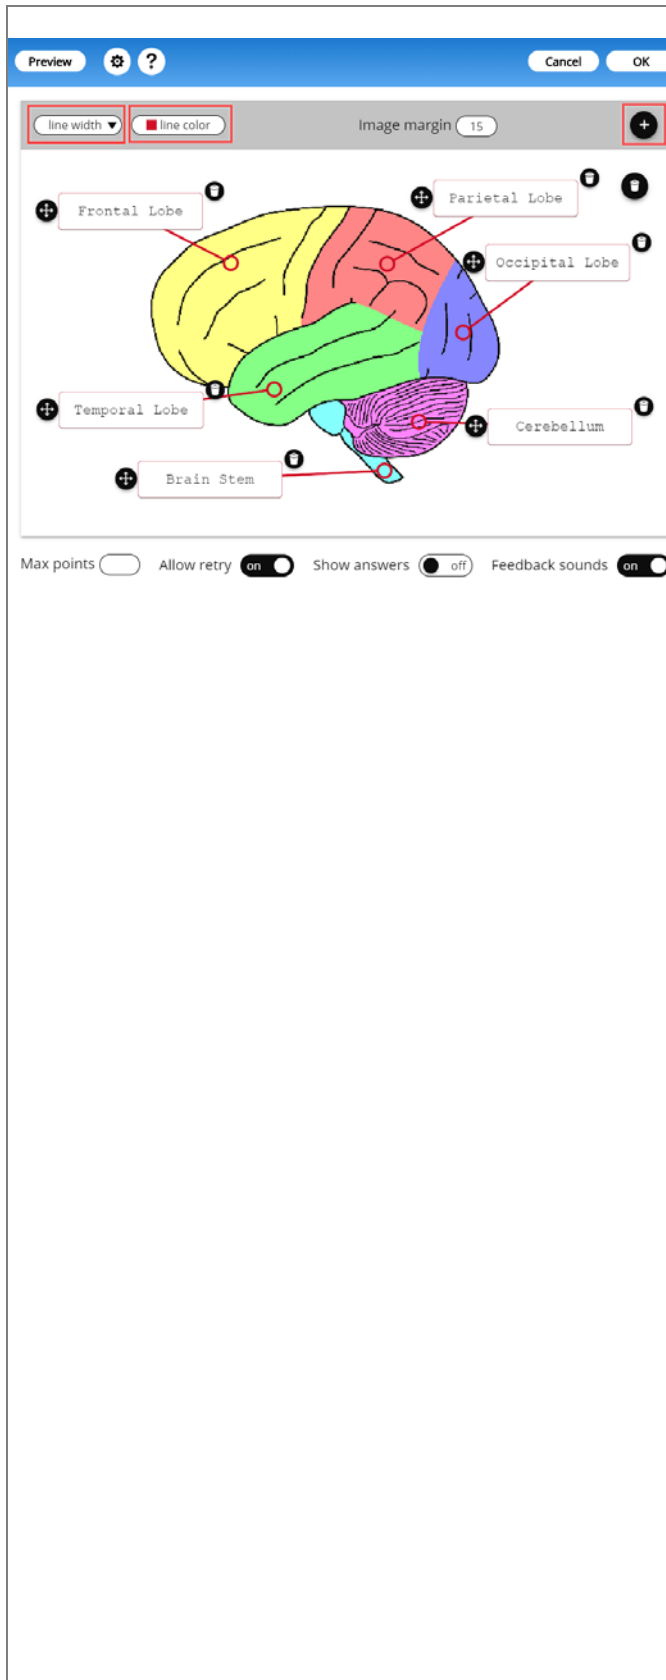 Preview ? Cancel OK
line width line color Image margin 15 +
Frontal Lobe
Parietal Lobe
Occipital Lobe
Temporal Lobe
Cerebellum
Brain Stem
Max points Allow retry on Show answers off Feedback sounds on